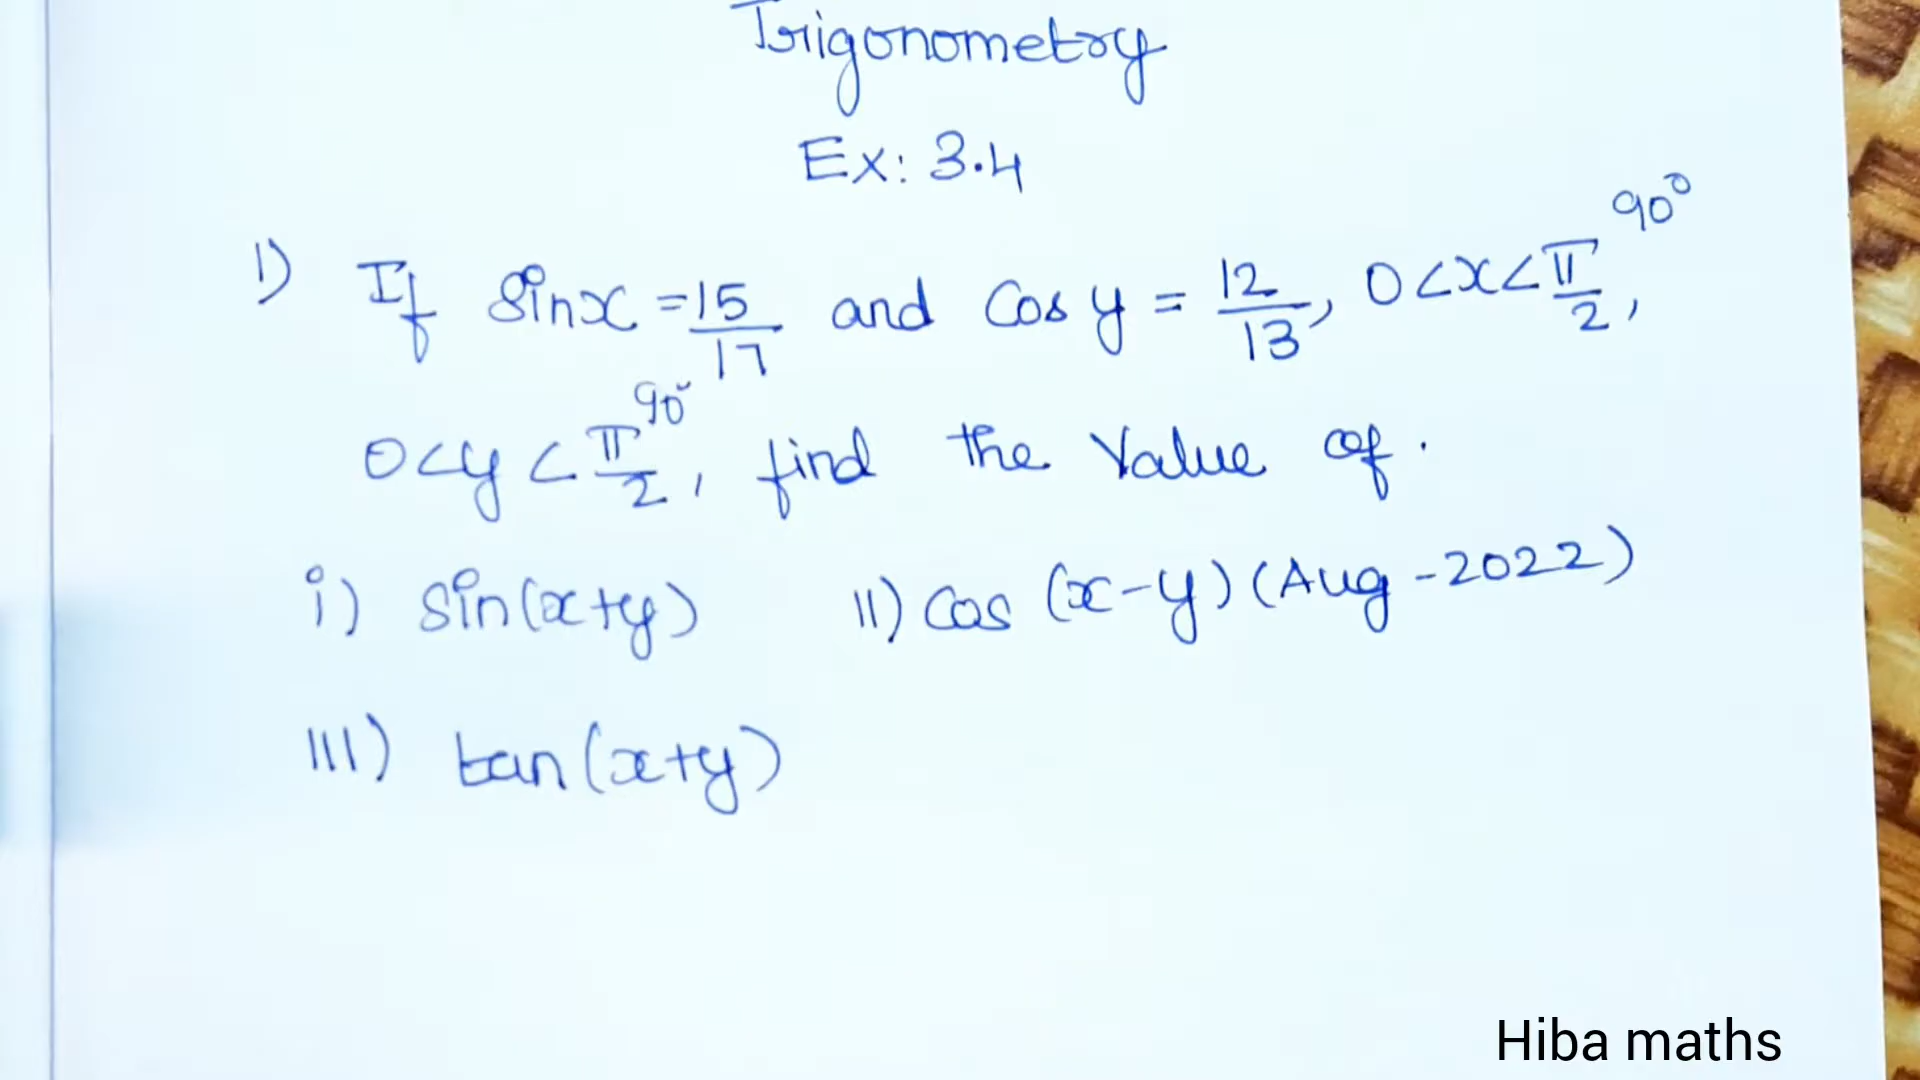 Trigonometry
Ex: 3.4
1) If sinx = 15/17 and Cos y = 12/13, 0<x<π/2, 90°
0<y<π/2, 90° find the Value of.
i) sin(x+y) II) Cos (x-y) (Aug-2022)
III) tan(x+y)
Hiba maths